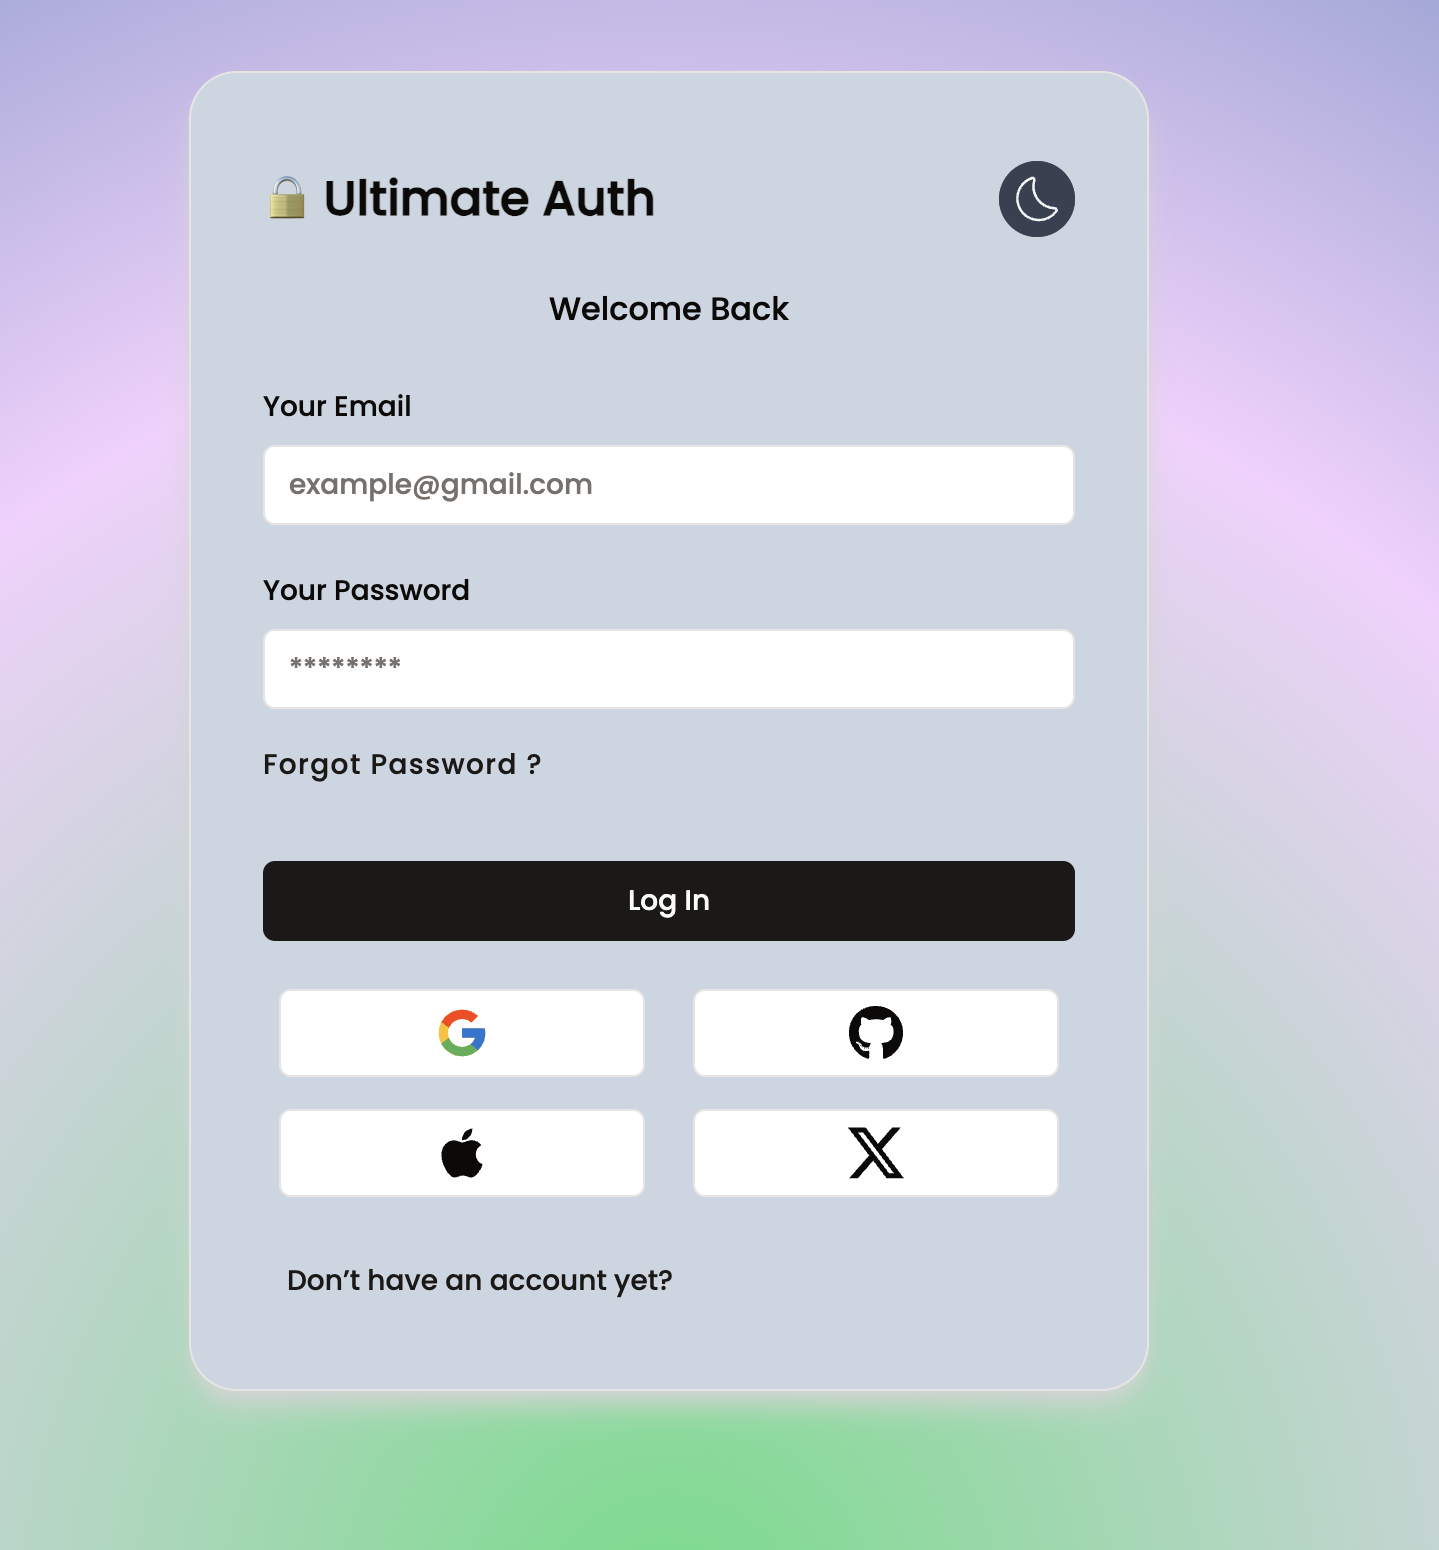 Ultimate Auth
Welcome Back
Your Email
example@gmail.com
Your Password
********
Forgot Password ?
Log In
Don’t have an account yet?